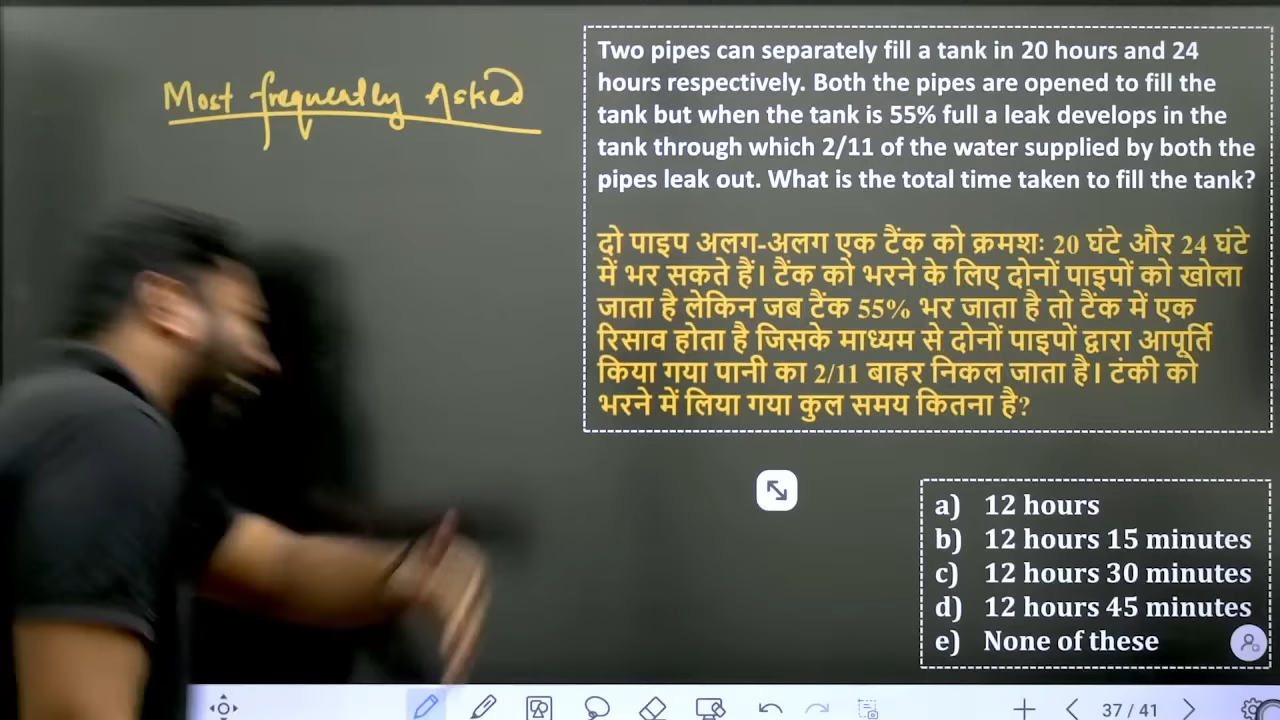 Most frequently Asked
Two pipes can separately fill a tank in 20 hours and 24
hours respectively. Both the pipes are opened to fill the
tank but when the tank is 55% full a leak develops in the
tank through which 2/11 of the water supplied by both the
pipes leak out. What is the total time taken to fill the tank?
दो पाइप अलग-अलग एक टैंक को क्रमशः 20 घंटे और 24 घंटे
में भर सकते हैं। टैंक को भरने के लिए दोनों पाइपों को खोला
जाता है लेकिन जब टैंक 55% भर जाता है तो टैंक में एक
रिसाव होता है जिसके माध्यम से दोनों पाइपों द्वारा आपूर्ति
किया गया पानी का 2/11 बाहर निकल जाता है। टंकी को
भरने में लिया गया कुल समय कितना है?
a) 12 hours
b) 12 hours 15 minutes
c) 12 hours 30 minutes
d) 12 hours 45 minutes
e) None of these
37 / 41